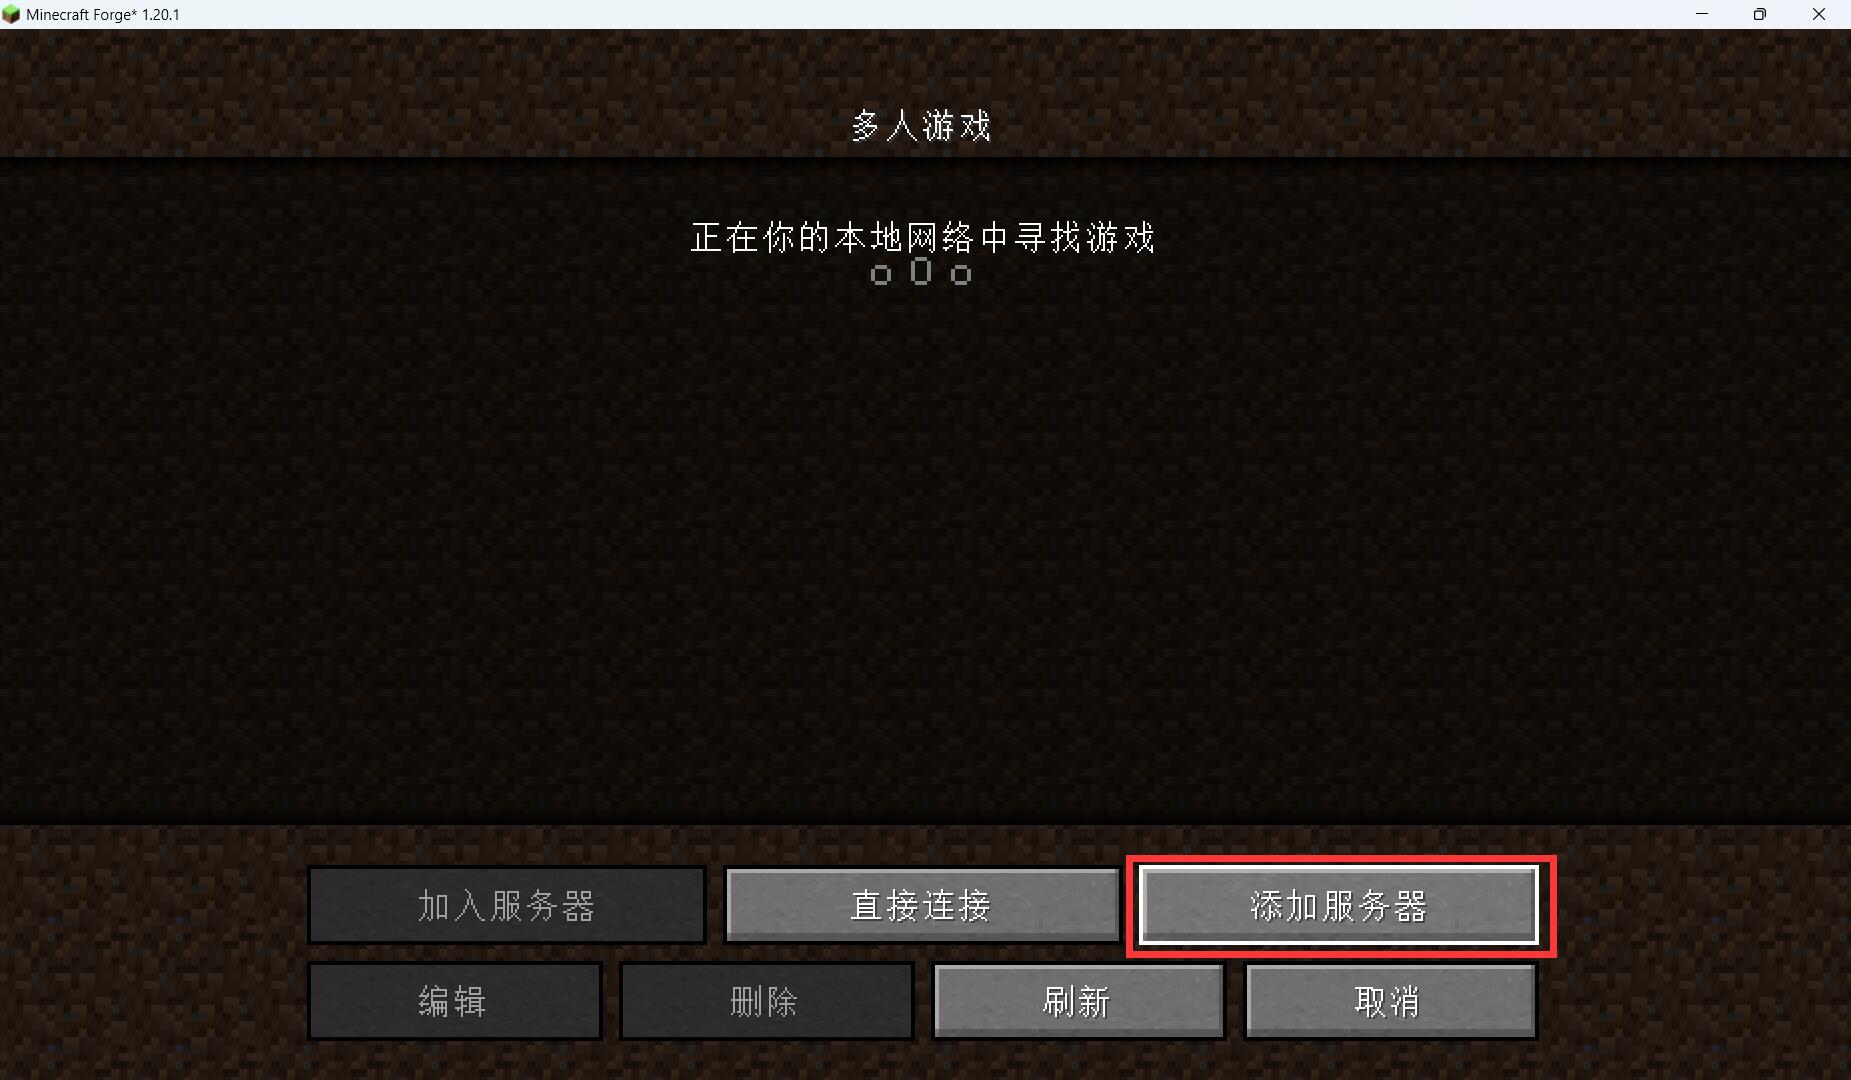 Minecraft Forge* 1.20.1
多人游戏
正在你的本地网络中寻找游戏
o O o
加入服务器
直接连接
添加服务器
编辑
删除
刷新
取消